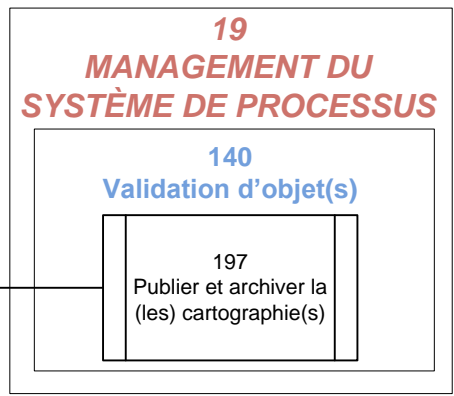 19
MANAGEMENT DU
SYSTÈME DE PROCESSUS
140
Validation d'objet(s)
197
Publier et archiver la
(les) cartographie(s)